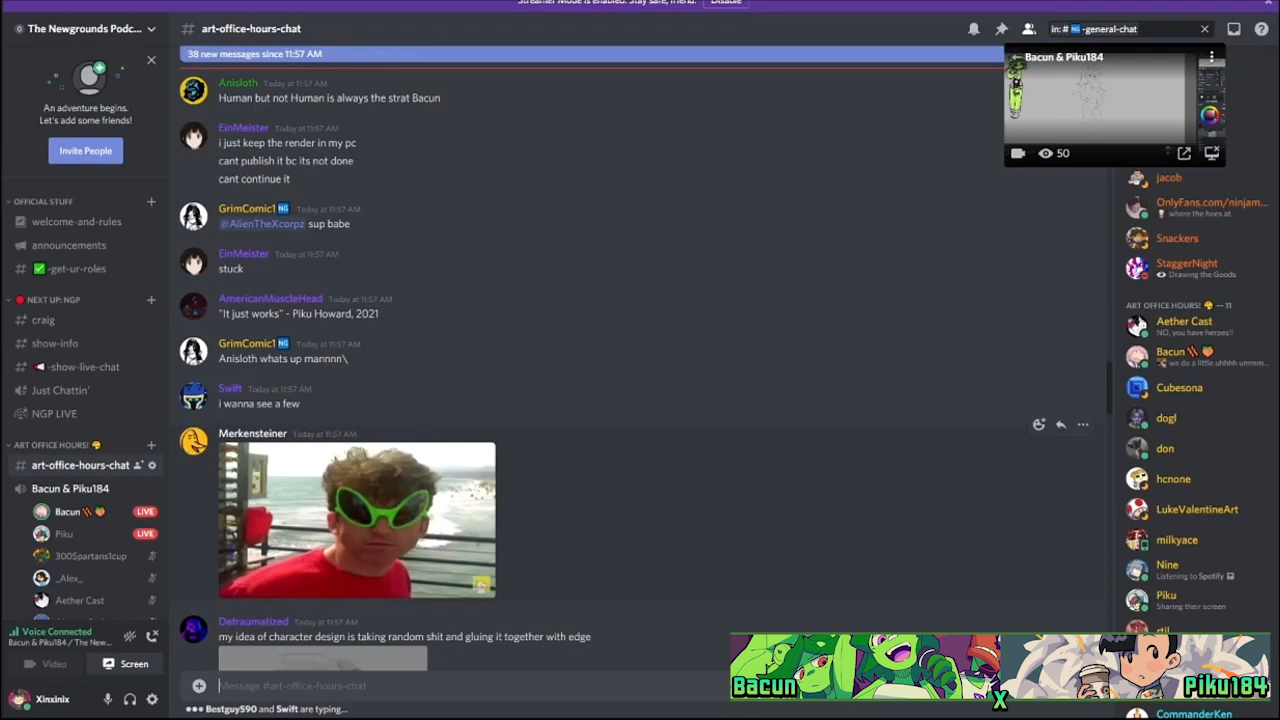 Streamer Mode is enabled. Stay safe, friend.
Disable
The Newgrounds Podc...
art-office-hours-chat
in: # NG -general-chat
38 new messages since 11:57 AM
An adventure begins.
Let's add some friends!
Invite People
OFFICIAL STUFF
welcome-and-rules
announcements
-get-ur-roles
NEXT UP: NGP
craig
show-info
-show-live-chat
Just Chattin'
NGP LIVE
ART OFFICE HOURS!
art-office-hours-chat
Bacun & Piku184
Bacun LIVE
Piku LIVE
300Spartans1cup
_Alex_
Aether Cast
Voice Connected
Bacun & Piku184 / The New...
Video
Screen
Xinxinix
Anisloth Today at 11:57 AM
Human but not Human is always the strat Bacun
EinMeister Today at 11:57 AM
i just keep the render in my pc
cant publish it bc its not done
cant continue it
GrimComic1 NG Today at 11:57 AM
@AlienTheXcorpz sup babe
EinMeister Today at 11:57 AM
stuck
AmericanMuscleHead Today at 11:57 AM
"It just works" - Piku Howard, 2021
GrimComic1 NG Today at 11:57 AM
Anisloth whats up mannnn\
Swift Today at 11:57 AM
i wanna see a few
Merkensteiner Today at 11:57 AM
Detraumatized Today at 11:57 AM
my idea of character design is taking random shit and gluing it together with edge
Message #art-office-hours-chat
Bestguy590 and Swift are typing...
Bacun & Piku184
50
jacob
OnlyFans.com/ninjam...
where the hoes at.
Snackers
StaggerNight
Drawing the Goods
ART OFFICE HOURS! — 11
Aether Cast
NO, you have herpes!!
Bacun
we do a little uhhhh ummm...
Cubesona
dogl
don
hcnone
LukeValentineArt
milkyace
Nine
Listening to Spotify
Piku
Sharing their screen
CommanderKen
Bacun
X
Piku184